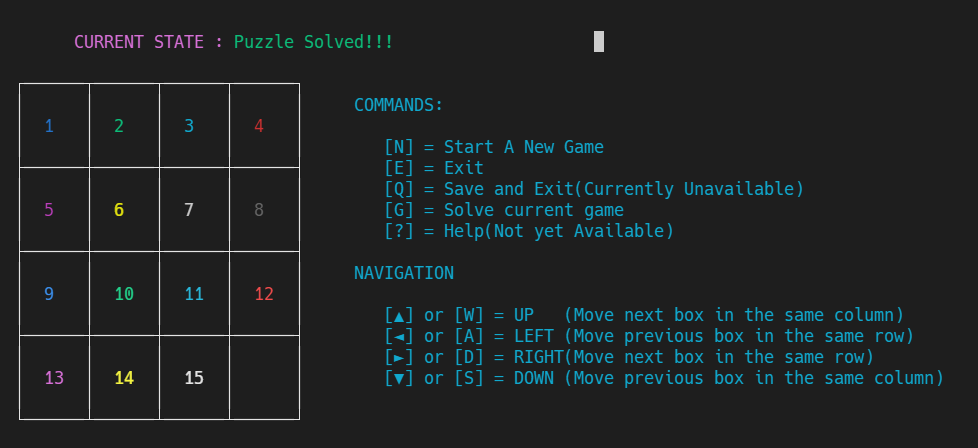 CURRENT STATE : Puzzle Solved!!!
1 2 3 4
5 6 7 8
9 10 11 12
13 14 15
COMMANDS:
[N] = Start A New Game
[E] = Exit
[Q] = Save and Exit(Currently Unavailable)
[G] = Solve current game
[?] = Help(Not yet Available)
NAVIGATION
[▲] or [W] = UP   (Move next box in the same column)
[◄] or [A] = LEFT (Move previous box in the same row)
[►] or [D] = RIGHT(Move next box in the same row)
[▼] or [S] = DOWN (Move previous box in the same column)